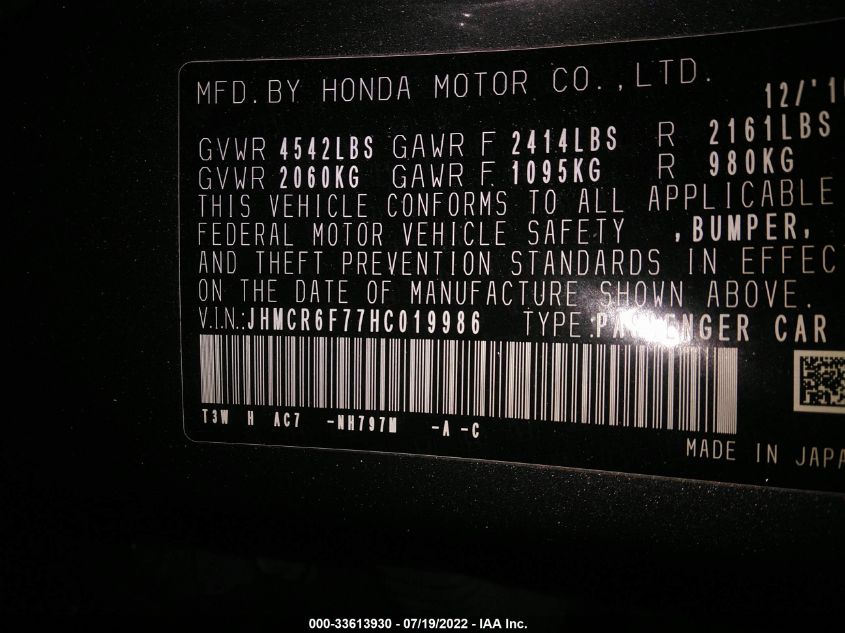 MFD. BY HONDA MOTOR CO.,LTD.
12/'1
GVWR 4542LBS GAWR F 2414LBS R 2161LBS
GVWR 2060KG GAWR F 1095KG R 980KG
THIS VEHICLE CONFORMS TO ALL APPLICABLE
FEDERAL MOTOR VEHICLE SAFETY ,BUMPER,
AND THEFT PREVENTION STANDARDS IN EFFEC
ON THE DATE OF MANUFACTURE SHOWN ABOVE.
V.I.N.:JHMCR6F77HC019986 TYPE:PASSENGER CAR
T3W H AC7 -NH797M -A -C
MADE IN JAPA
000-33613930 - 07/19/2022 - IAA Inc.